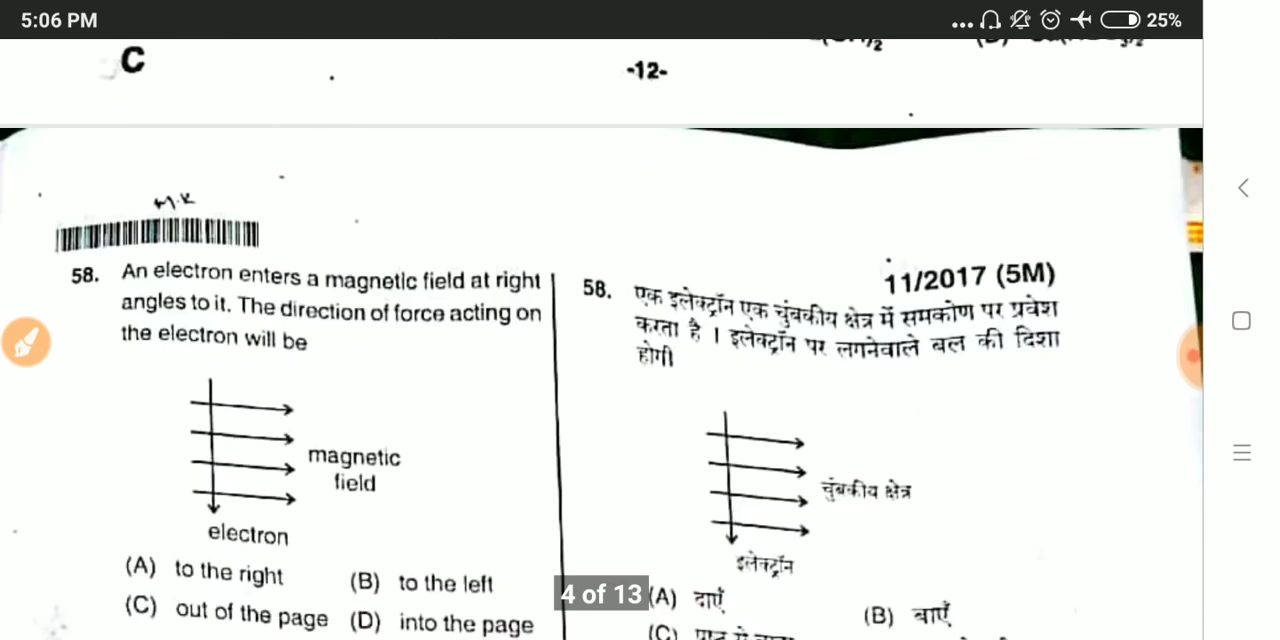 5:06 PM
25%
C
-12-
M.K
58. An electron enters a magnetic field at right
angles to it. The direction of force acting on
the electron will be
magnetic
field
electron
(A) to the right
(B) to the left
(C) out of the page
(D) into the page
11/2017 (5M)
58. एक इलेक्ट्रॉन एक चुंबकीय क्षेत्र में समकोण पर प्रवेश
करता है । इलेक्ट्रॉन पर लगनेवाले बल की दिशा
होगी
चुंबकीय क्षेत्र
इलेक्ट्रॉन
4 of 13
(A) दाएँ
(B) बाएँ
(C)